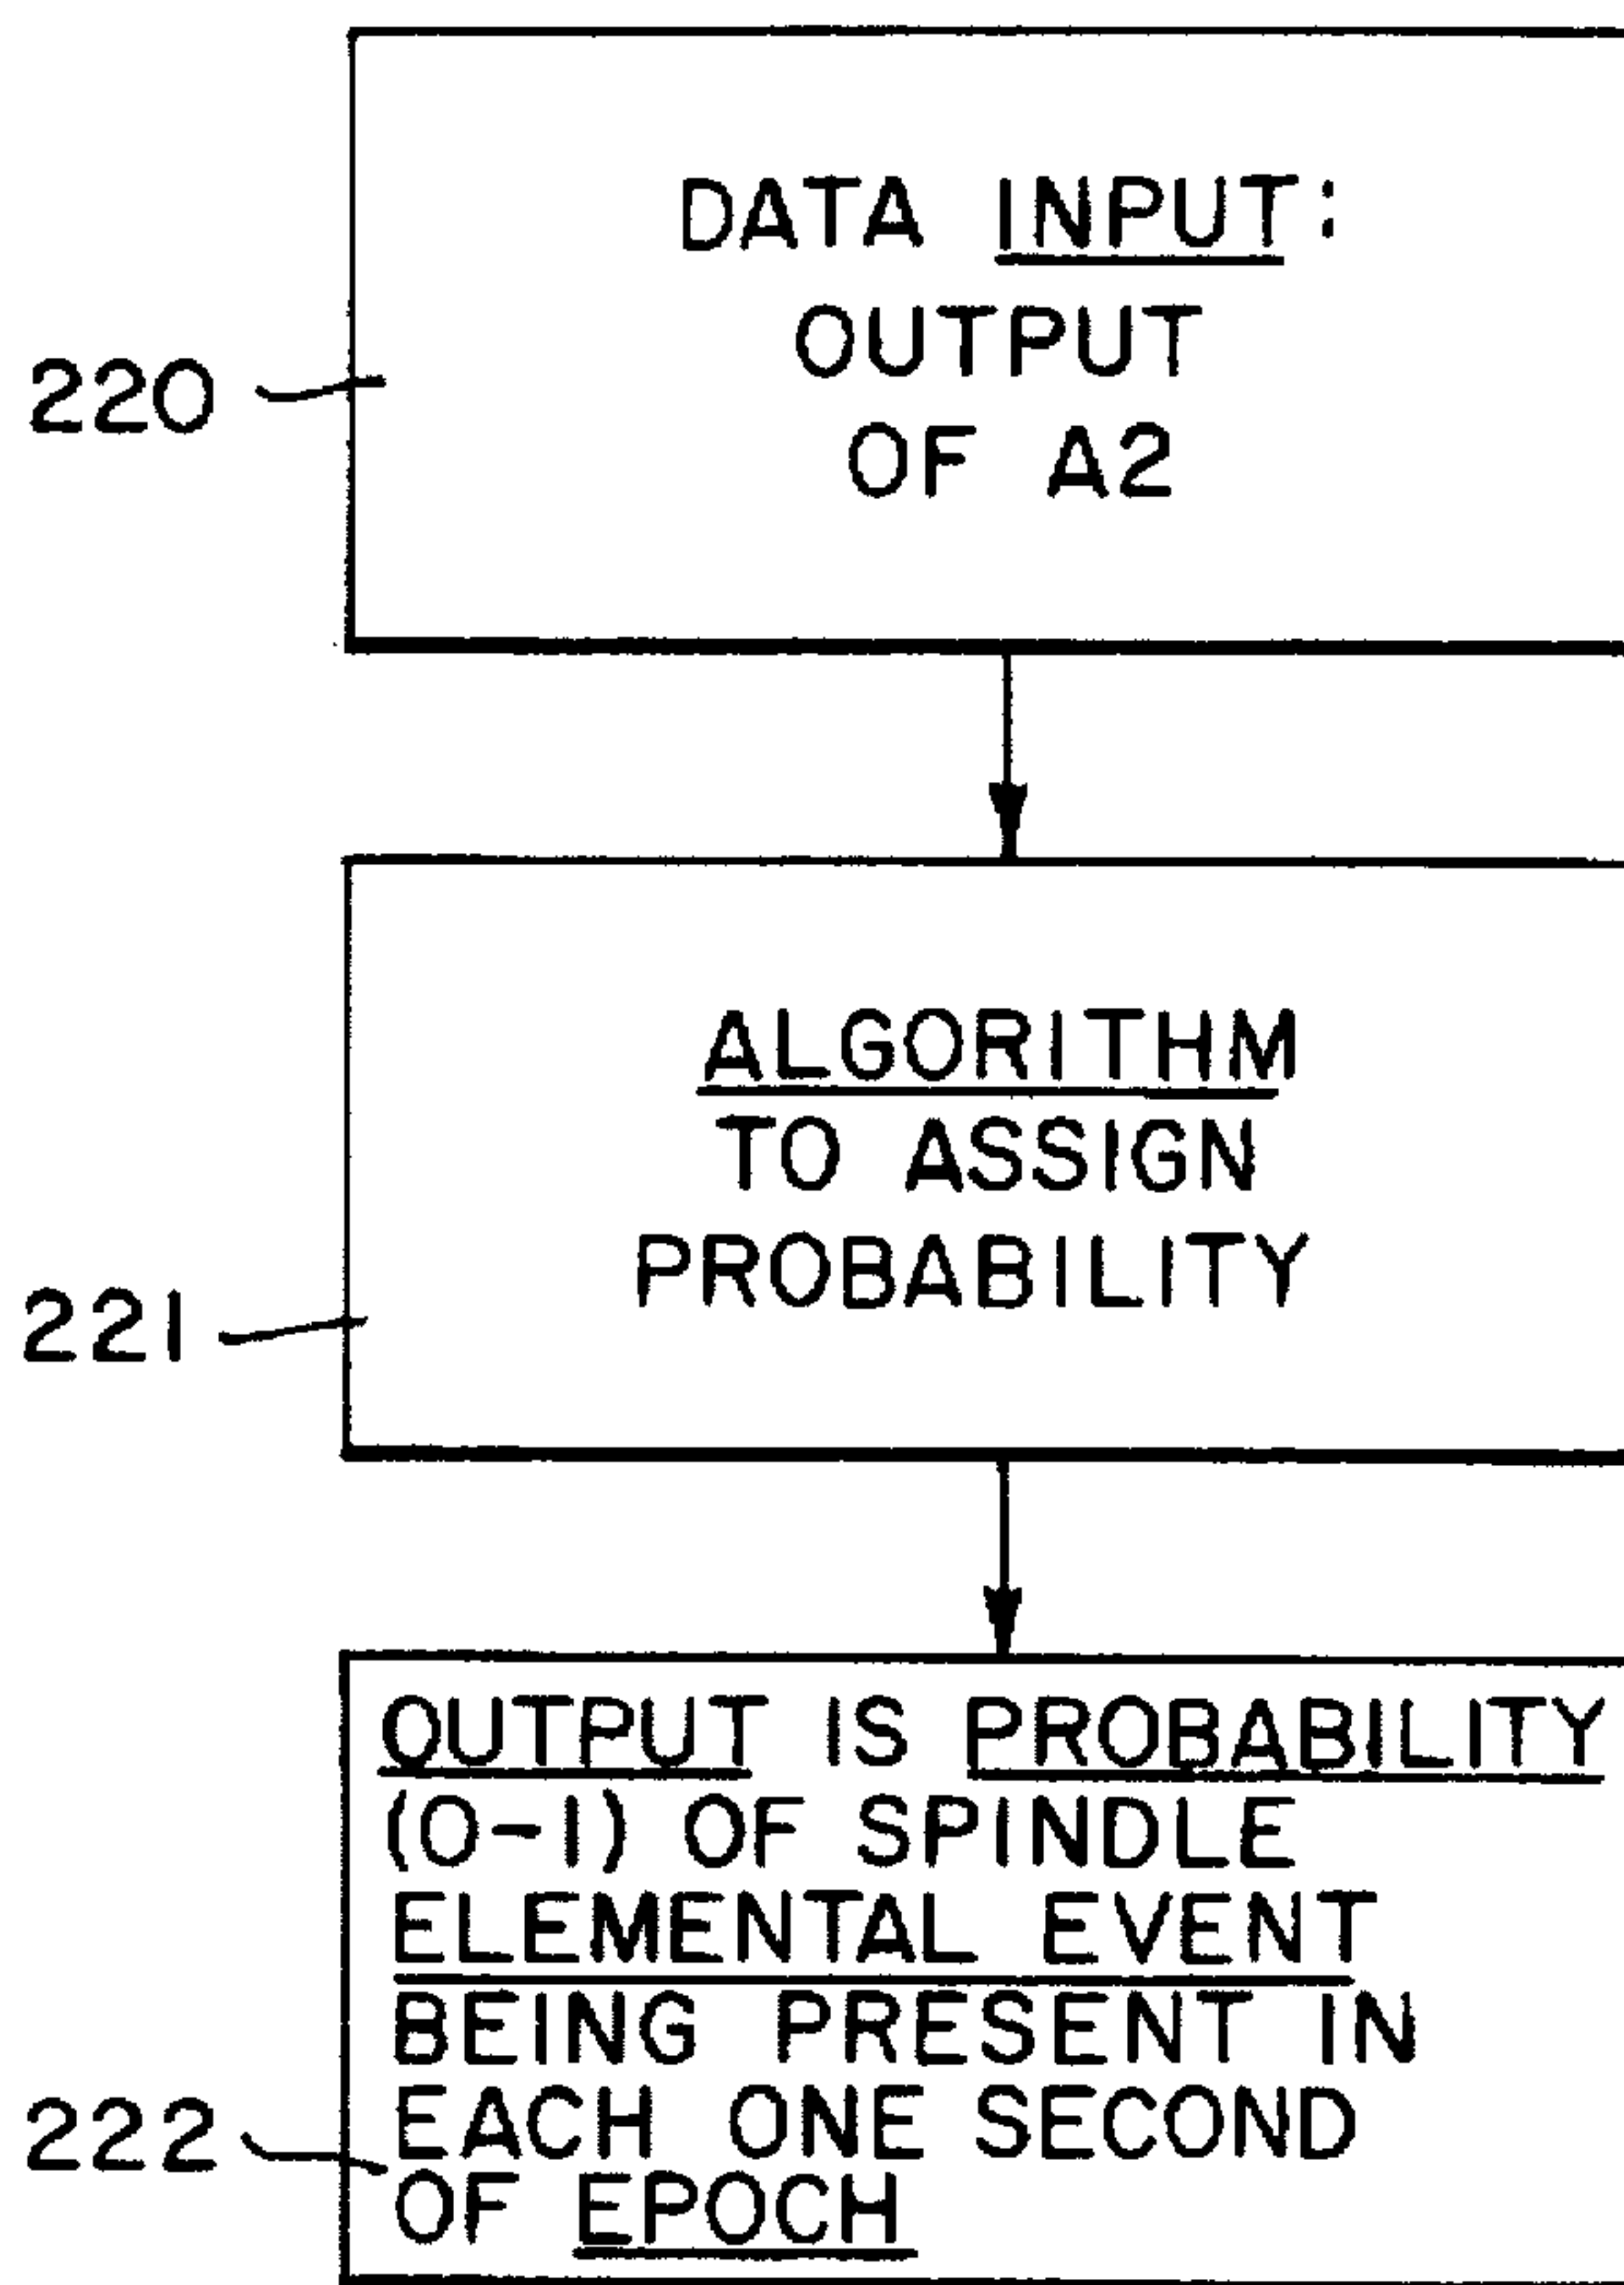 DATA INPUT:
OUTPUT
OF A2
220
ALGORITHM
TO ASSIGN
PROBABILITY
221
OUTPUT IS PROBABILITY
(0-1) OF SPINDLE
ELEMENTAL EVENT
BEING PRESENT IN
EACH ONE SECOND
OF EPOCH
222